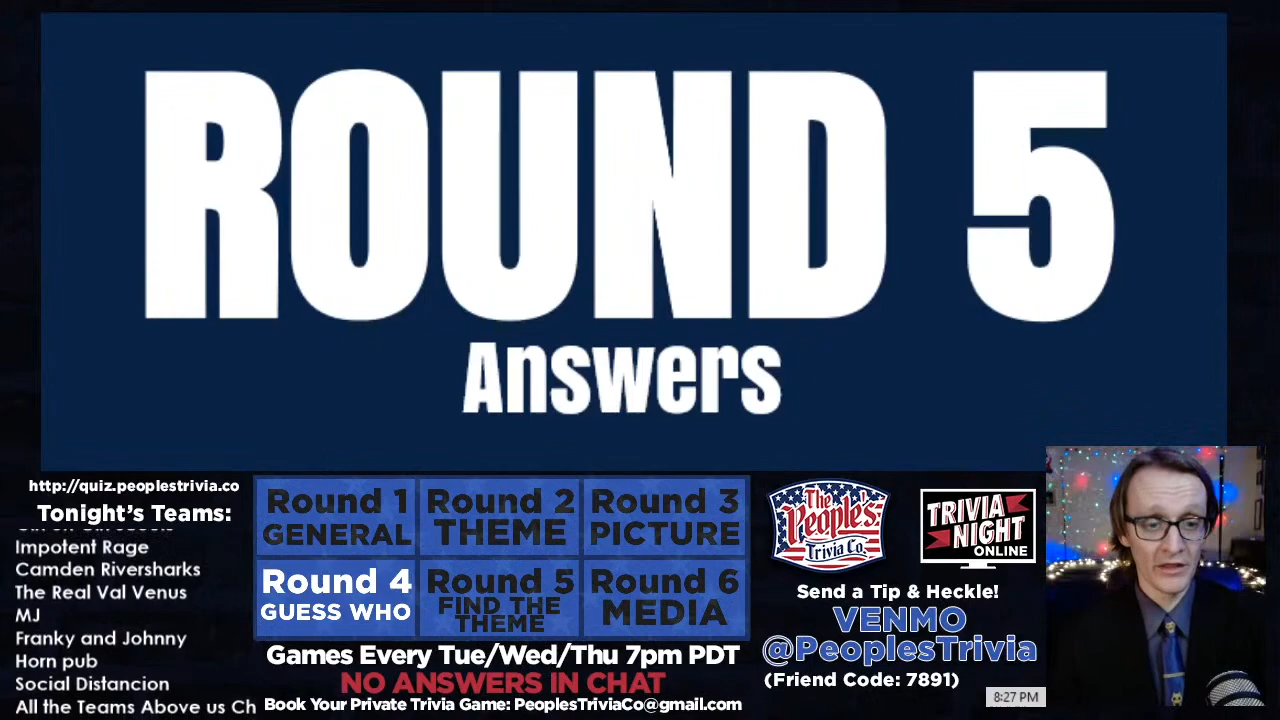 ROUND 5
Answers
http://quiz.peoplestrivia.co
Tonight's Teams:
Impotent Rage
Camden Riversharks
The Real Val Venus
MJ
Franky and Johnny
Horn pub
Social Distancion
All the Teams Above us Ch
Round 1
GENERAL
Round 2
THEME
Round 3
PICTURE
Round 4
GUESS WHO
Round 5
FIND THE
THEME
Round 6
MEDIA
Games Every Tue/Wed/Thu 7pm PDT
NO ANSWERS IN CHAT
Book Your Private Trivia Game: PeoplesTriviaCo@gmail.com
The
People's
Trivia Co.
TRIVIA
NIGHT
ONLINE
Send a Tip & Heckle!
VENMO
@PeoplesTrivia
(Friend Code: 7891)
8:27 PM